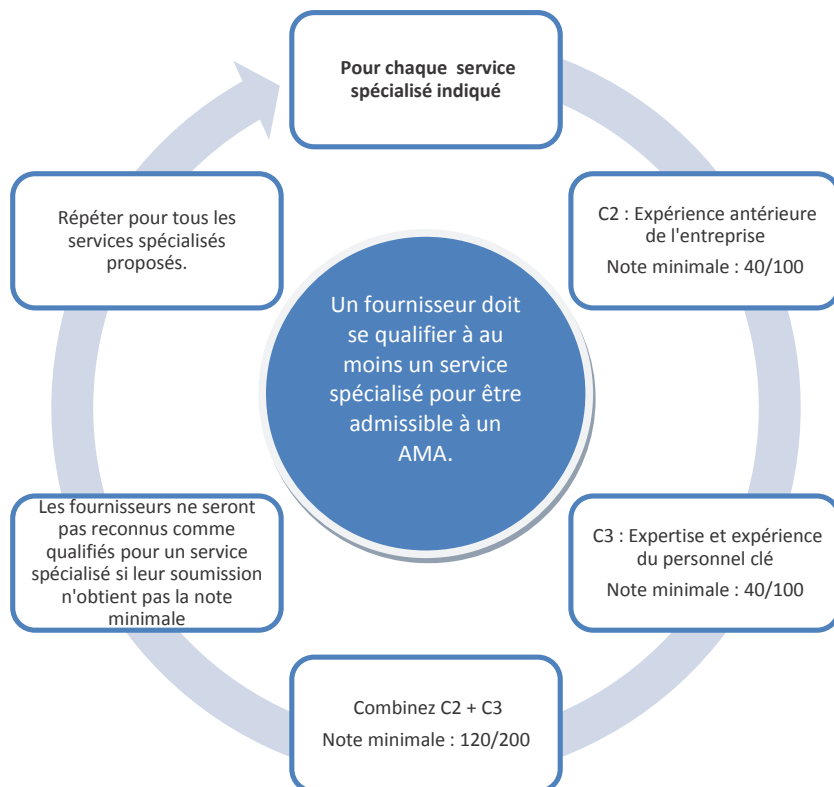 Pour chaque service
spécialisé indiqué
C2 : Expérience antérieure
de l'entreprise
Note minimale : 40/100
C3 : Expertise et expérience
du personnel clé
Note minimale : 40/100
Combinez C2 + C3
Note minimale : 120/200
Les fournisseurs ne seront
pas reconnus comme
qualifiés pour un service
spécialisé si leur soumission
n'obtient pas la note
minimale
Répéter pour tous les
services spécialisés
proposés.
Un fournisseur doit
se qualifier à au
moins un service
spécialisé pour être
admissible à un
AMA.